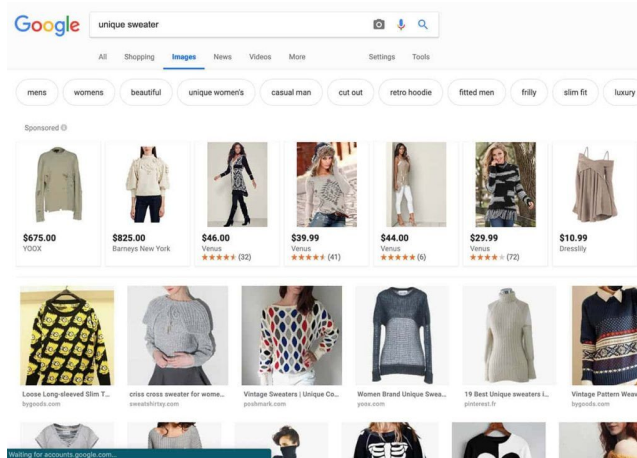 Google
unique sweater
All Shopping Images News Videos More Settings Tools
mens womens beautiful unique women's casual man cut out retro hoodie fitted men frilly slim fit luxury
Sponsored
$675.00 $825.00 $46.00 $39.99 $44.00 $29.99 $10.99
YOOX Barneys New York Venus Venus Venus Venus Dresslily
(32) (41) (6) (72)
Loose Long-sleeved Slim T... criss cross sweater for wome... Vintage Sweaters | Unique Co... Women Brand Unique Swea... 19 Best Unique sweaters i... Vintage Pattern Weav
bygoods.com sweatshirtxy.com poshmark.com yoox.com pinterest.fr bygoods.com
Waiting for accounts.google.com...